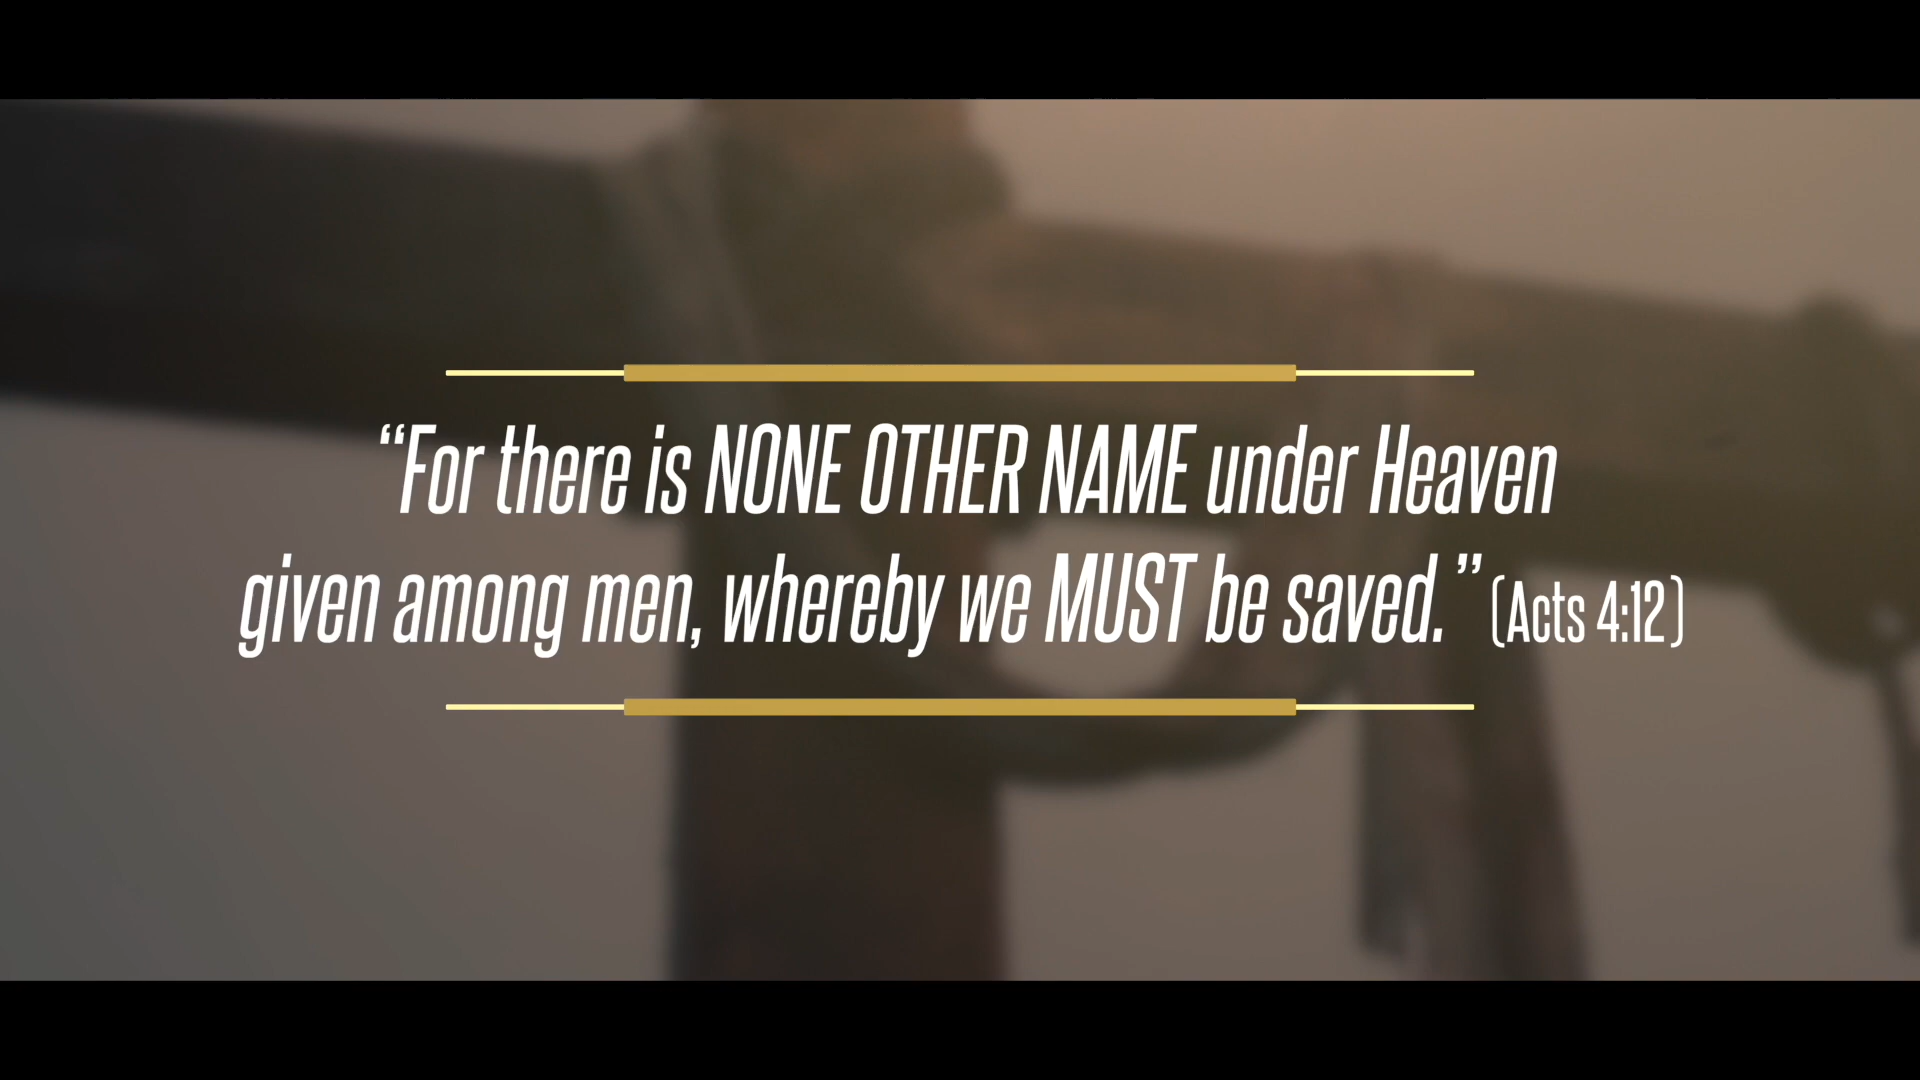 “For there is NONE OTHER NAME under Heaven
given among men, whereby we MUST be saved.” (Acts 4:12)